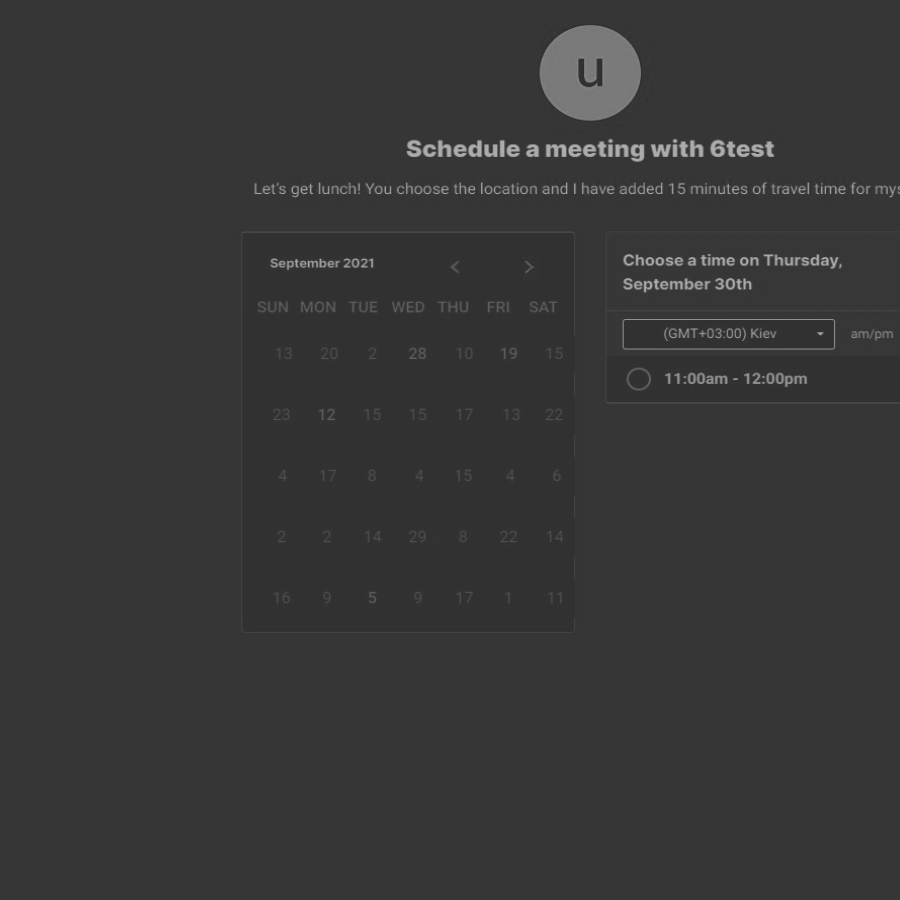 u
Schedule a meeting with 6test
Let's get lunch! You choose the location and I have added 15 minutes of travel time for mys
September 2021
SUN MON TUE WED THU FRI SAT
13 20 2 28 10 19 15
23 12 15 15 17 13 22
4 17 8 4 15 4 6
2 2 14 29 8 22 14
16 9 5 9 17 1 11
Choose a time on Thursday,
September 30th
(GMT+03:00) Kiev am/pm
11:00am - 12:00pm